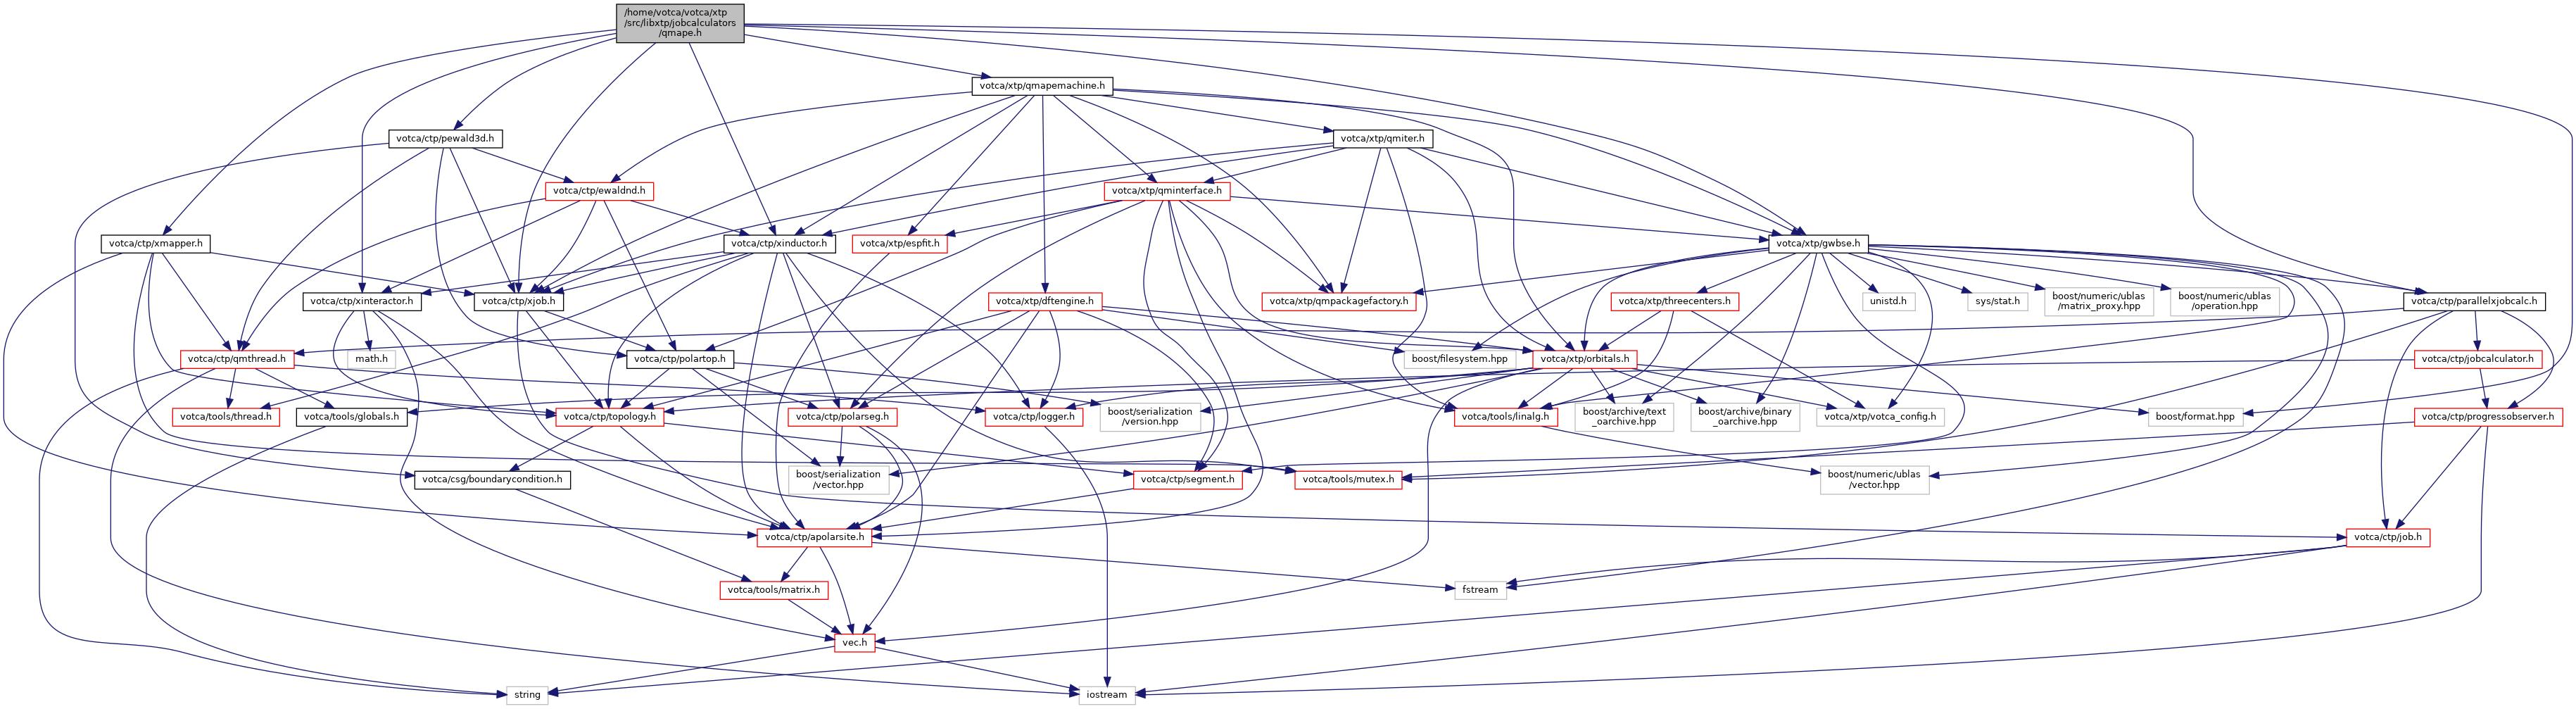 /home/votca/votca/xtp
/src/libxtp/jobcalculators
/qmape.h
votca/xtp/qmapemachine.h
votca/ctp/pewald3d.h
votca/xtp/qmiter.h
votca/ctp/ewaldnd.h
votca/xtp/qminterface.h
votca/ctp/xmapper.h
votca/ctp/xinductor.h
votca/xtp/espfit.h
votca/xtp/gwbse.h
votca/ctp/xinteractor.h
votca/ctp/xjob.h
votca/xtp/dftengine.h
votca/xtp/qmpackagefactory.h
votca/xtp/threecenters.h
unistd.h
sys/stat.h
boost/numeric/ublas
/matrix_proxy.hpp
boost/numeric/ublas
/operation.hpp
votca/ctp/parallelxjobcalc.h
votca/ctp/qmthread.h
math.h
votca/ctp/polartop.h
boost/filesystem.hpp
votca/xtp/orbitals.h
votca/ctp/jobcalculator.h
votca/tools/thread.h
votca/tools/globals.h
votca/ctp/topology.h
votca/ctp/polarseg.h
votca/ctp/logger.h
boost/serialization
/version.hpp
votca/tools/linalg.h
boost/archive/text
_oarchive.hpp
boost/archive/binary
_oarchive.hpp
votca/xtp/votca_config.h
boost/format.hpp
votca/ctp/progressobserver.h
votca/csg/boundarycondition.h
boost/serialization
/vector.hpp
votca/ctp/segment.h
votca/tools/mutex.h
boost/numeric/ublas
/vector.hpp
votca/ctp/apolarsite.h
votca/ctp/job.h
votca/tools/matrix.h
fstream
vec.h
string
iostream